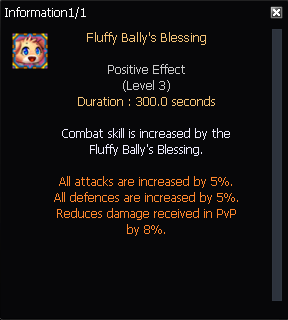 Information1/1
Fluffy Bally's Blessing
Positive Effect
(Level 3)
Duration : 300.0 seconds
Combat skill is increased by the
Fluffy Bally's Blessing.
All attacks are increased by 5%.
All defences are increased by 5%.
Reduces damage received in PvP
by 8%.